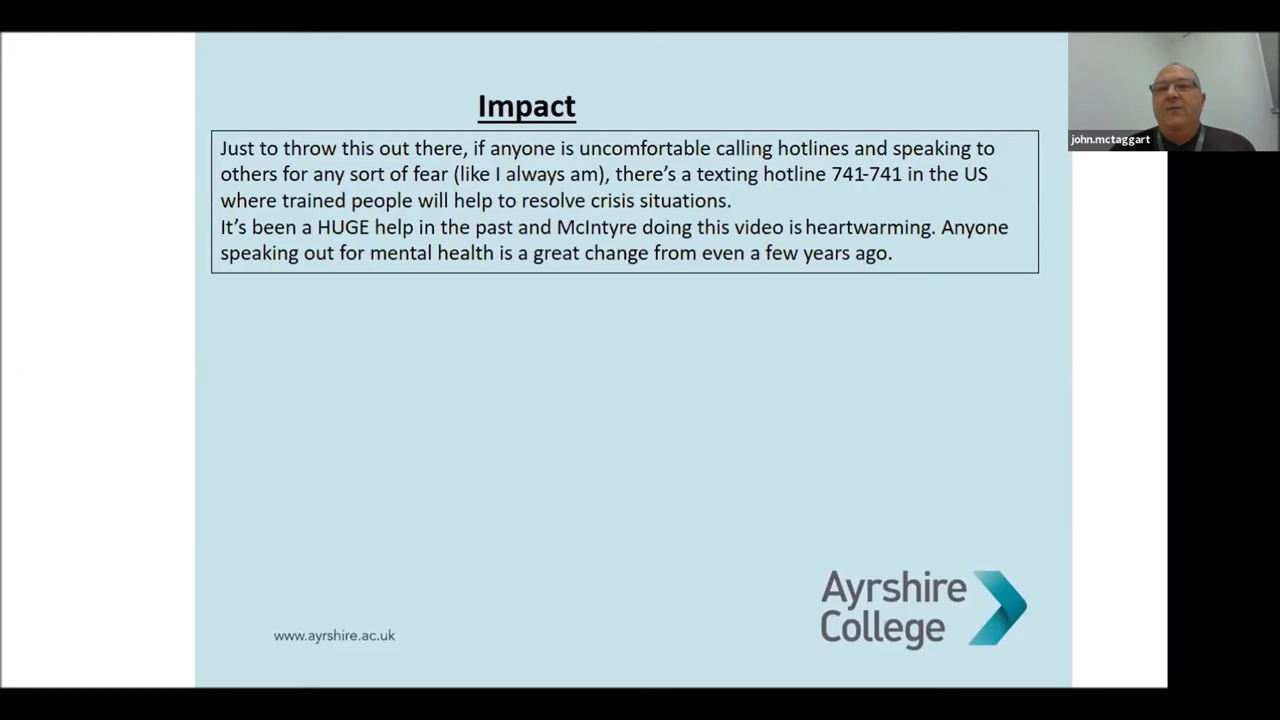 Impact
Just to throw this out there, if anyone is uncomfortable calling hotlines and speaking to
others for any sort of fear (like I always am), there’s a texting hotline 741-741 in the US
where trained people will help to resolve crisis situations.
It’s been a HUGE help in the past and McIntyre doing this video is heartwarming. Anyone
speaking out for mental health is a great change from even a few years ago.
john.mctaggart
www.ayrshire.ac.uk
Ayrshire
College